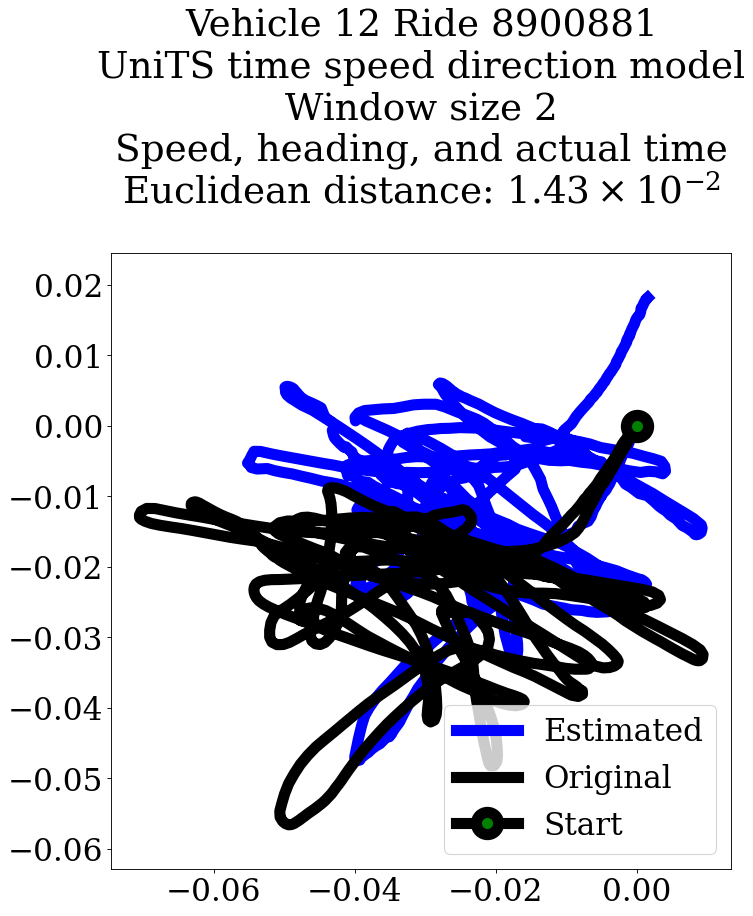 Vehicle 12 Ride 8900881
UniTS time speed direction model
Window size 2
Speed, heading, and actual time
Euclidean distance: 1.43 × 10⁻²
0.02
0.01
0.00
−0.01
−0.02
−0.03
−0.04
−0.05
−0.06
Estimated
Original
Start
−0.06
−0.04
−0.02
0.00